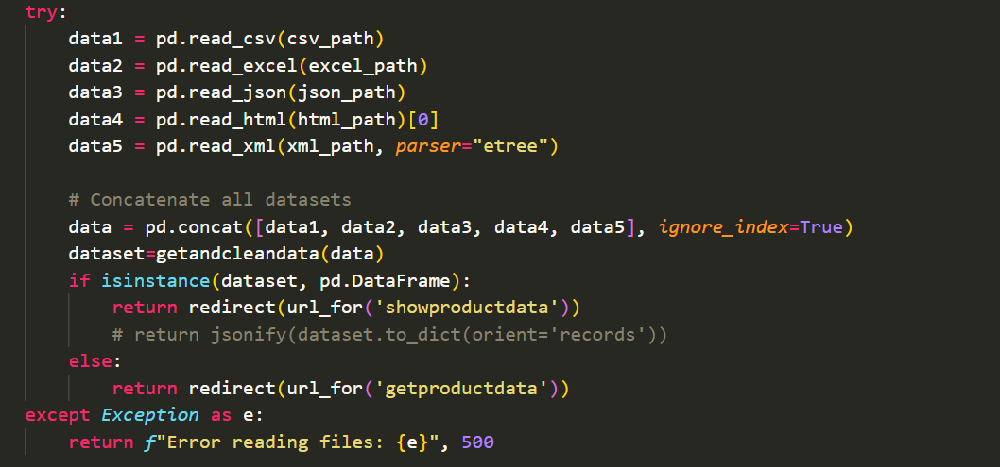 try:
    data1 = pd.read_csv(csv_path)
    data2 = pd.read_excel(excel_path)
    data3 = pd.read_json(json_path)
    data4 = pd.read_html(html_path)[0]
    data5 = pd.read_xml(xml_path, parser="etree")

    # Concatenate all datasets
    data = pd.concat([data1, data2, data3, data4, data5], ignore_index=True)
    dataset=getandcleandata(data)
    if isinstance(dataset, pd.DataFrame):
        return redirect(url_for('showproductdata'))
        # return jsonify(dataset.to_dict(orient='records'))
    else:
        return redirect(url_for('getproductdata'))
except Exception as e:
    return f"Error reading files: {e}", 500